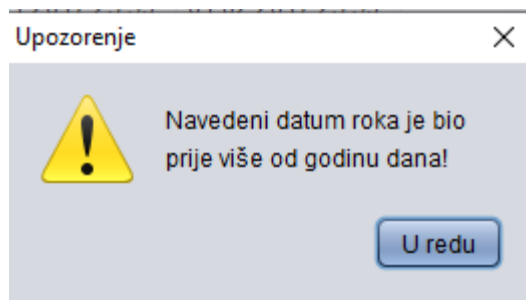 Upozorenje
Navedeni datum roka je bio
prije više od godinu dana!
U redu